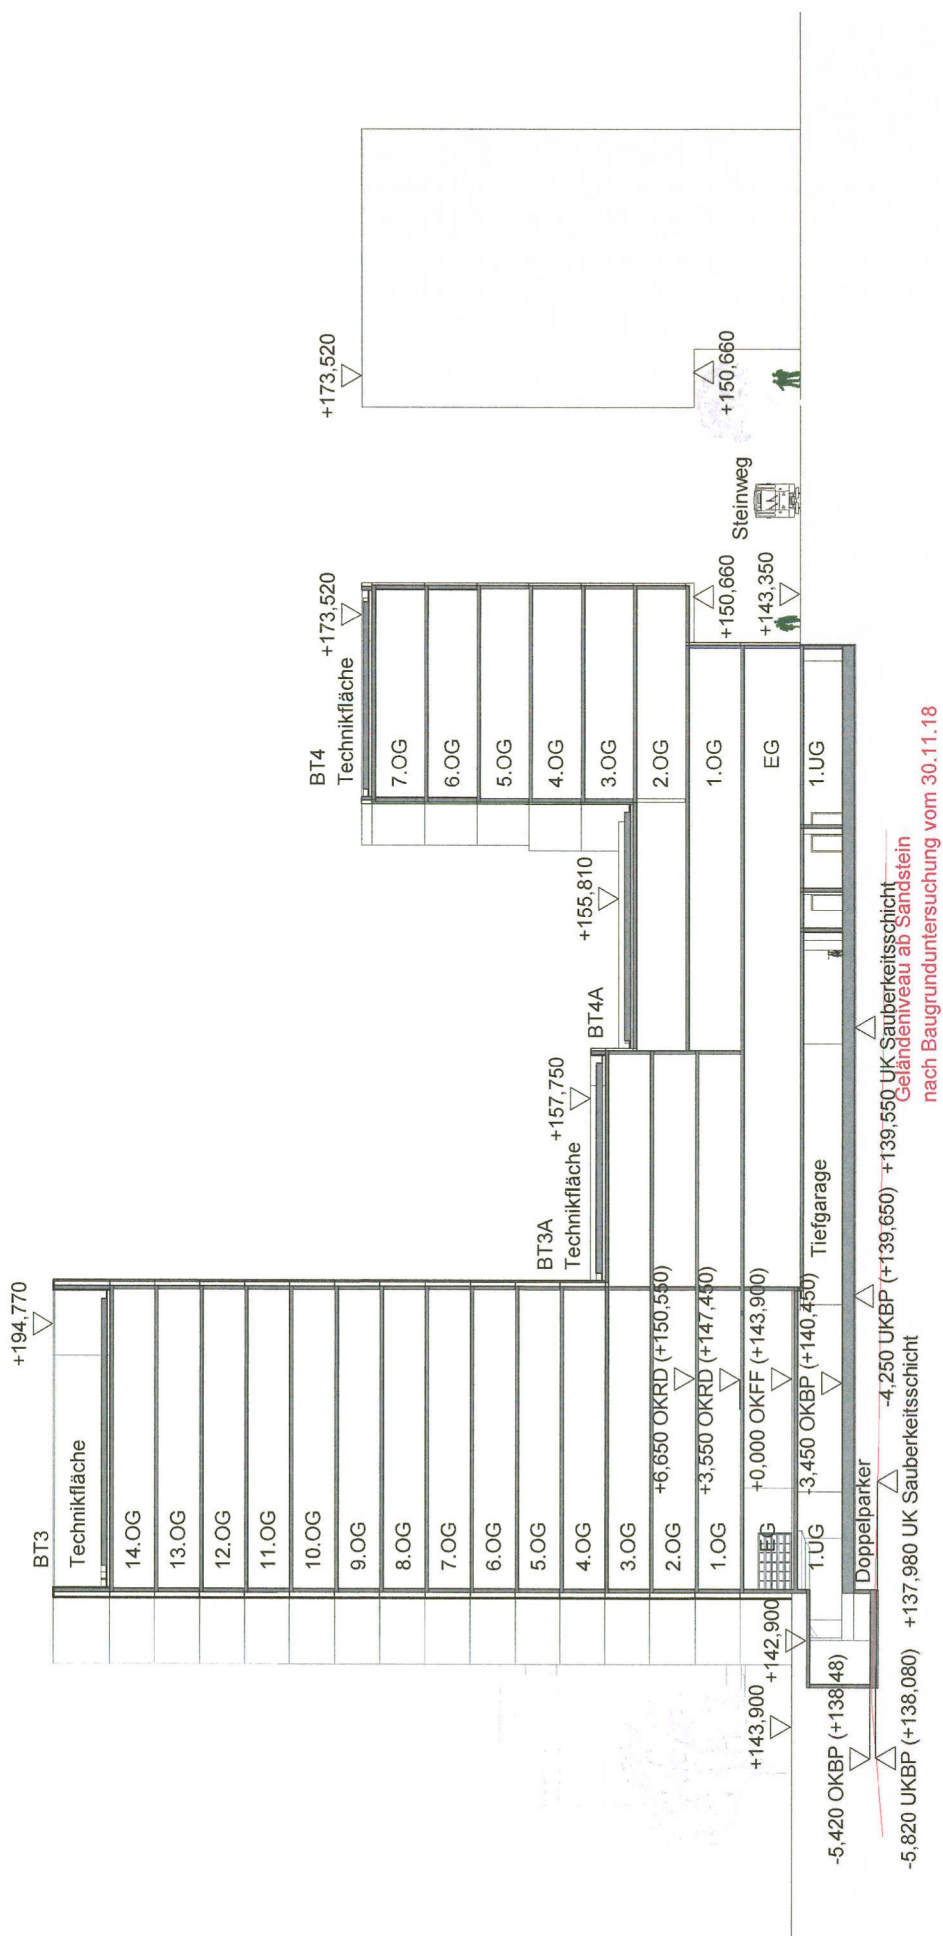 BT3
Technikfläche
+194,770
14.OG
13.OG
12.OG
11.OG
10.OG
9.OG
8.OG
7.OG
6.OG
5.OG
4.OG
3.OG
2.OG
1.OG
EG
1.UG
+6,650 OKRD (+150,550)
+3,550 OKRD (+147,450)
+0,000 OKFF (+143,900)
-3,450 OKBP (+140,450)
+143,900
+142,900
-5,420 OKBP (+138,48)
-5,820 UKBP (+138,080)
+137,980 UK Sauberkeitsschicht
Doppelparker
Tiefgarage
-4,250 UKBP (+139,650)
+139,550 UK Sauberkeitsschicht
Geländeniveau ab Sandstein
nach Baugrunduntersuchung vom 30.11.18
BT3A
Technikfläche
+157,750
BT4A
+155,810
BT4
Technikfläche
+173,520
7.OG
6.OG
5.OG
4.OG
3.OG
2.OG
1.OG
EG
1.UG
+150,660
+143,350
Steinweg
+173,520
+150,660